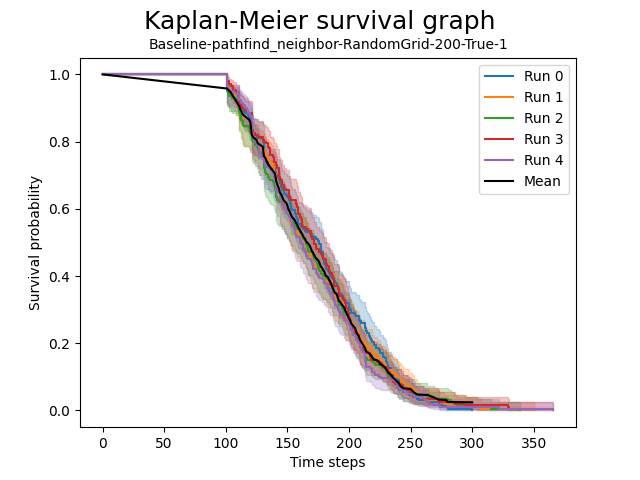 Kaplan-Meier survival graph
Baseline-pathfind_neighbor-RandomGrid-200-True-1
Survival probability
1.0
0.8
0.6
0.4
0.2
0.0
0 50 100 150 200 250 300 350
Time steps
Run 0
Run 1
Run 2
Run 3
Run 4
Mean